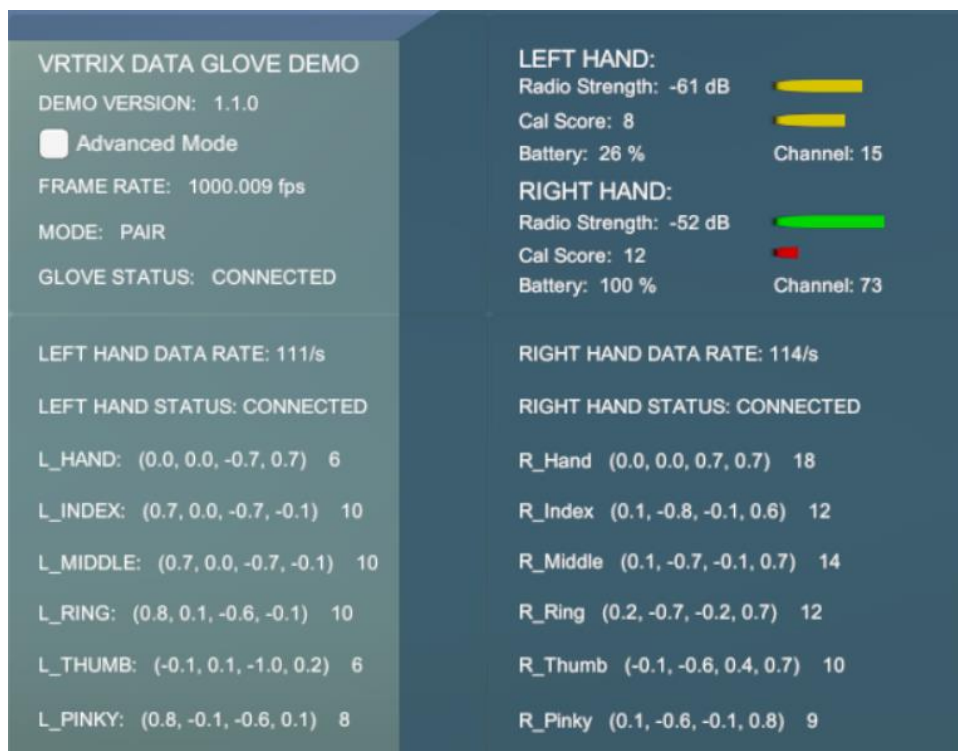 VRTRIX DATA GLOVE DEMO
DEMO VERSION: 1.1.0
Advanced Mode
FRAME RATE: 1000.009 fps
MODE: PAIR
GLOVE STATUS: CONNECTED
LEFT HAND:
Radio Strength: -61 dB
Cal Score: 8
Battery: 26 % Channel: 15
RIGHT HAND:
Radio Strength: -52 dB
Cal Score: 12
Battery: 100 % Channel: 73
LEFT HAND DATA RATE: 111/s
LEFT HAND STATUS: CONNECTED
L_HAND: (0.0, 0.0, -0.7, 0.7) 6
L_INDEX: (0.7, 0.0, -0.7, -0.1) 10
L_MIDDLE: (0.7, 0.0, -0.7, -0.1) 10
L_RING: (0.8, 0.1, -0.6, -0.1) 10
L_THUMB: (-0.1, 0.1, -1.0, 0.2) 6
L_PINKY: (0.8, -0.1, -0.6, 0.1) 8
RIGHT HAND DATA RATE: 114/s
RIGHT HAND STATUS: CONNECTED
R_Hand (0.0, 0.0, 0.7, 0.7) 18
R_Index (0.1, -0.8, -0.1, 0.6) 12
R_Middle (0.1, -0.7, -0.1, 0.7) 14
R_Ring (0.2, -0.7, -0.2, 0.7) 12
R_Thumb (-0.1, -0.6, 0.4, 0.7) 10
R_Pinky (0.1, -0.6, -0.1, 0.8) 9